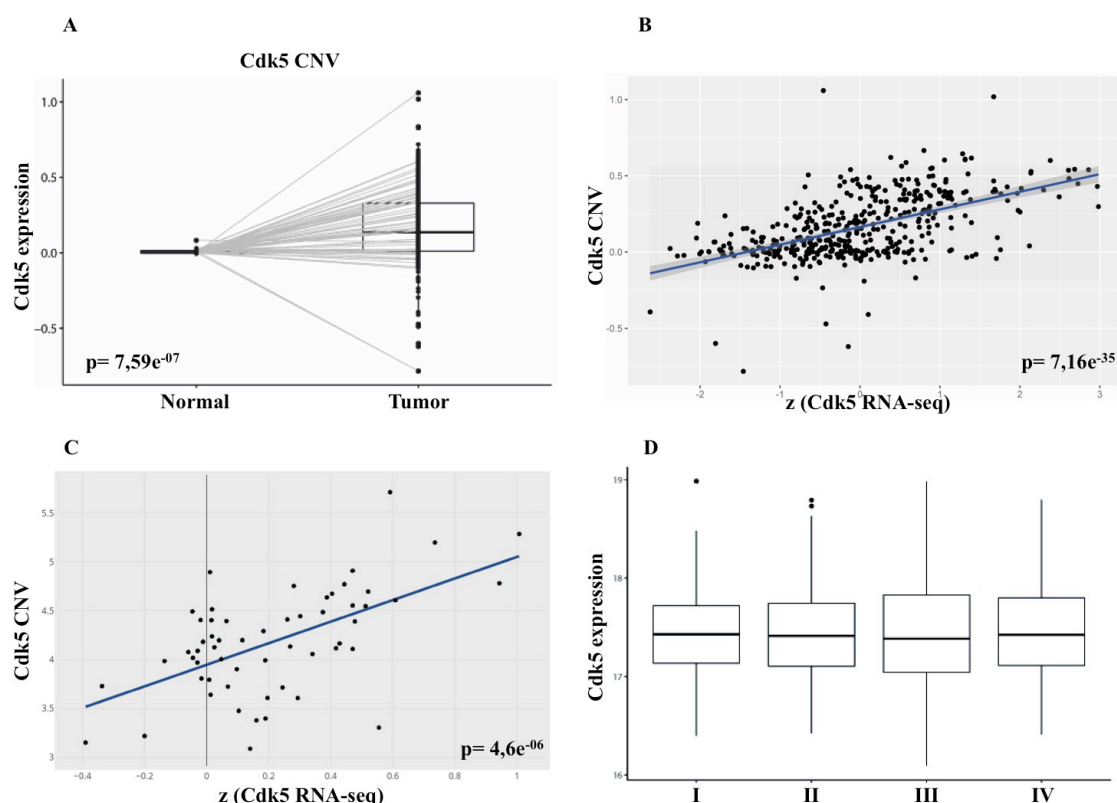 A
Cdk5 CNV
Cdk5 expression
1.0
0.5
0.0
−0.5
p= 7,59e-07
Normal
Tumor
B
Cdk5 CNV
1.0
0.5
0.0
-0.5
p= 7,16e-35
-2
-1
0
1
2
3
z (Cdk5 RNA-seq)
C
Cdk5 CNV
5.5
5
4.5
4
3.5
3
p= 4,6e-06
−0.4
−0.2
0
0.2
0.4
0.6
0.8
1
z (Cdk5 RNA-seq)
D
Cdk5 expression
19
18
17
16
I
II
III
IV